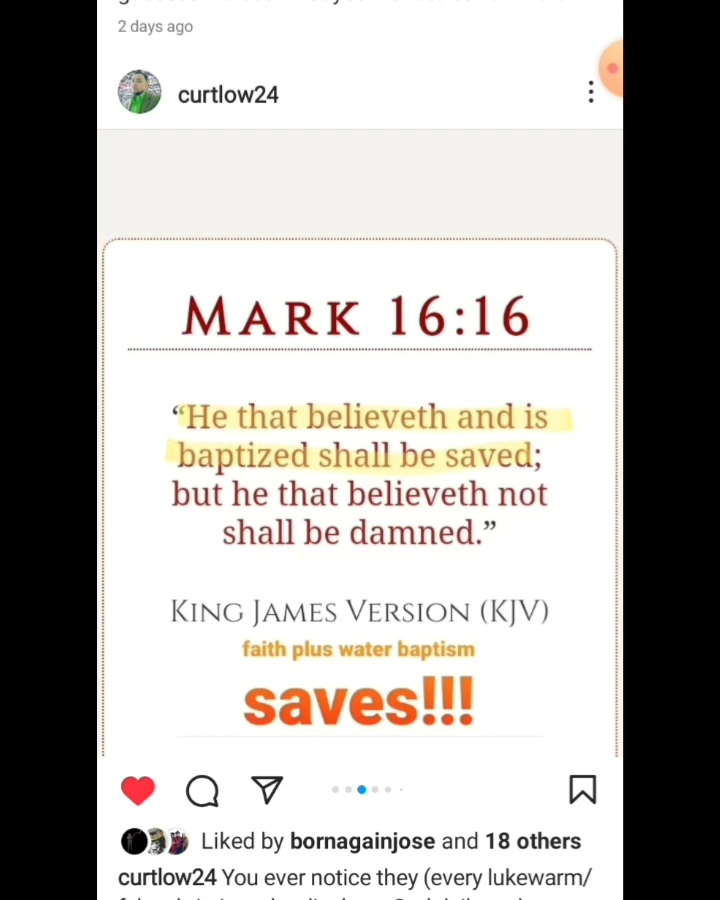 2 days ago
curtlow24
MARK 16:16
“He that believeth and is
baptized shall be saved;
but he that believeth not
shall be damned.”
KING JAMES VERSION (KJV)
faith plus water baptism
saves!!!
Liked by bornagainjose and 18 others
curtlow24 You ever notice they (every lukewarm/